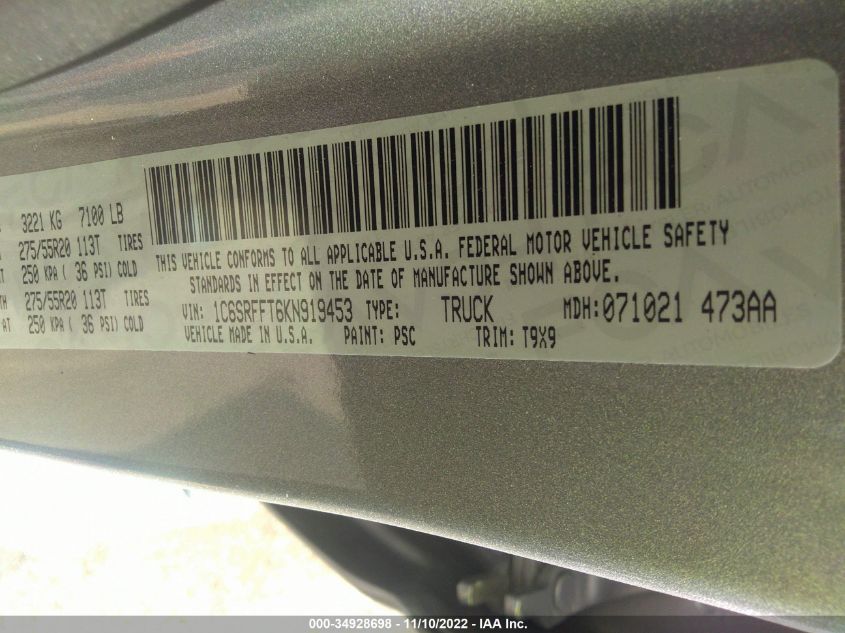 3221 KG 7100 LB
275/55R20 113T TIRES
250 KPA ( 36 PSI) COLD
275/55R20 113T TIRES
AT 250 KPA ( 36 PSI) COLD
THIS VEHICLE CONFORMS TO ALL APPLICABLE U.S.A. FEDERAL MOTOR VEHICLE SAFETY
STANDARDS IN EFFECT ON THE DATE OF MANUFACTURE SHOWN ABOVE.
VIN: 1C6SRFFT6KN919453 TYPE: TRUCK MDH: 071021 473AA
VEHICLE MADE IN U.S.A. PAINT: PSC TRIM: T9X9
000-34928698 - 11/10/2022 - IAA Inc.